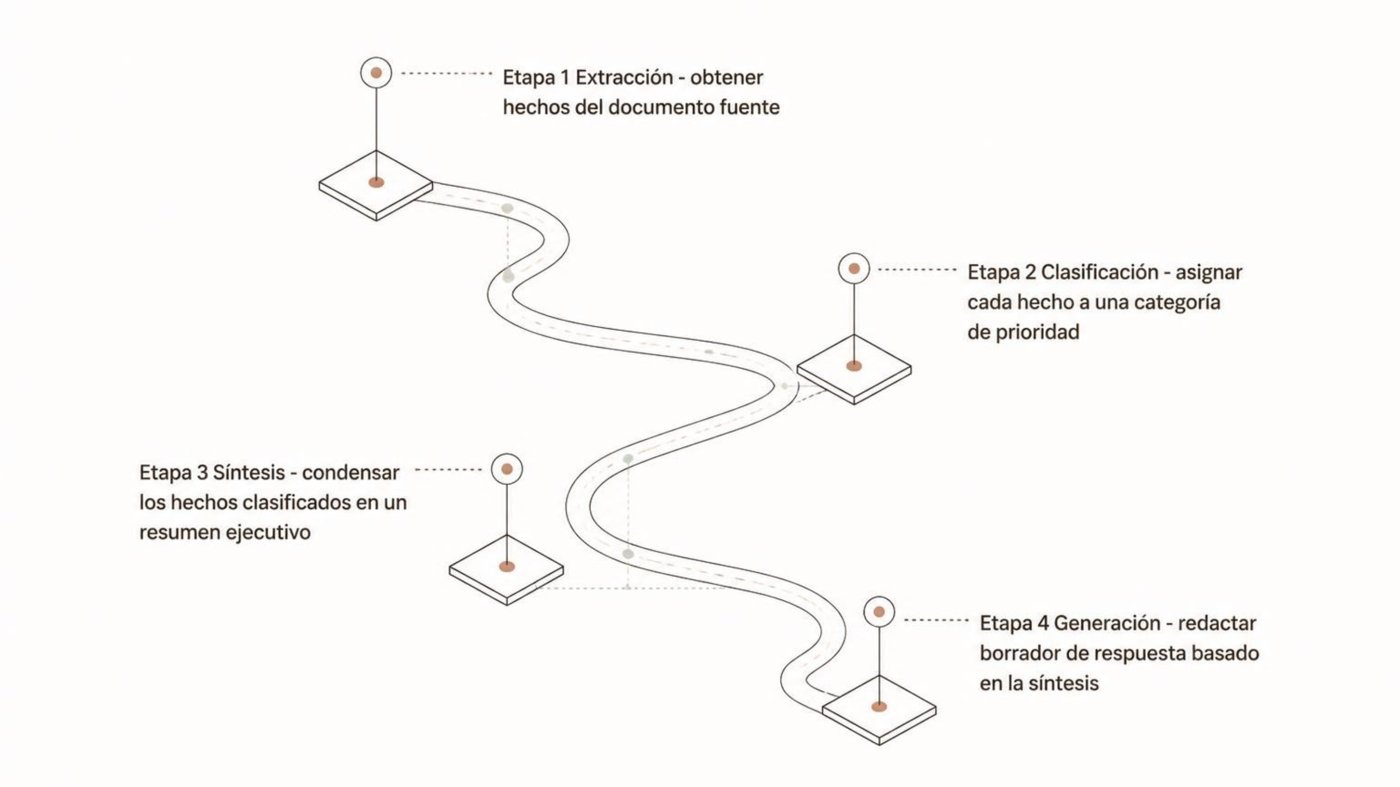 Etapa 1 Extracción - obtener
hechos del documento fuente
Etapa 2 Clasificación - asignar
cada hecho a una categoría
de prioridad
Etapa 3 Síntesis - condensar
los hechos clasificados en un
resumen ejecutivo
Etapa 4 Generación - redactar
borrador de respuesta basado
en la síntesis